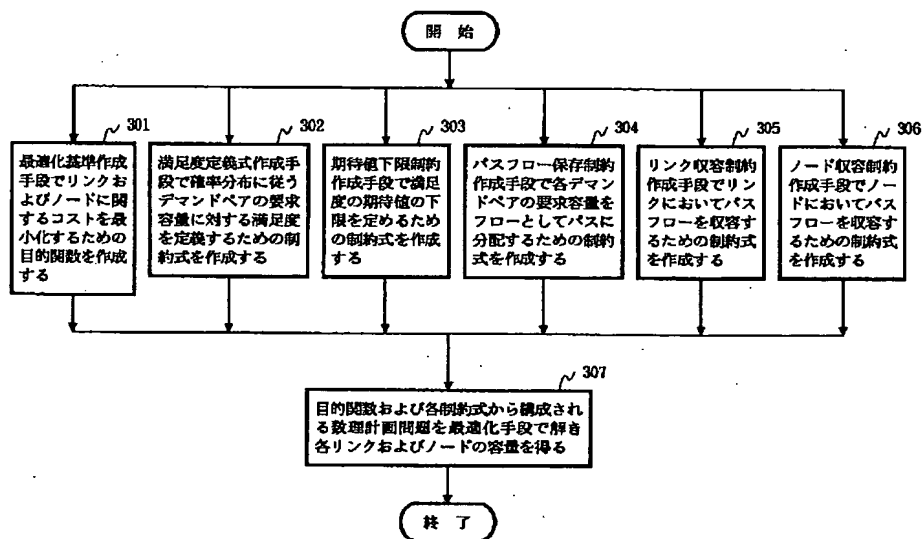 開 始
301
最適化基準作成
手段でリンクお
よびノードに関
するコストを最
小化するための
目的関数を作成
する
302
満足度定義式作成手
段で確率分布に従う
デマンドペアの要求
容量に対する満足度
を定義するための制
約式を作成する
303
期待値下限制約
作成手段で満足
度の期待値の下
限を定めるため
の制約式を作成
する
304
パスフロー保存制約
作成手段で各デマン
ドペアの要求容量を
フローとしてパスに
分配するための制約
式を作成する
305
リンク収容制約
作成手段でリン
クにおいてパス
フローを収容す
るための制約式
を作成する
306
ノード収容制約
作成手段でノー
ドにおいてパス
フローを収容す
るための制約式
を作成する
307
目的関数および各制約式から構成され
る数理計画問題を最適化手段で解き
各リンクおよびノードの容量を得る
終 了